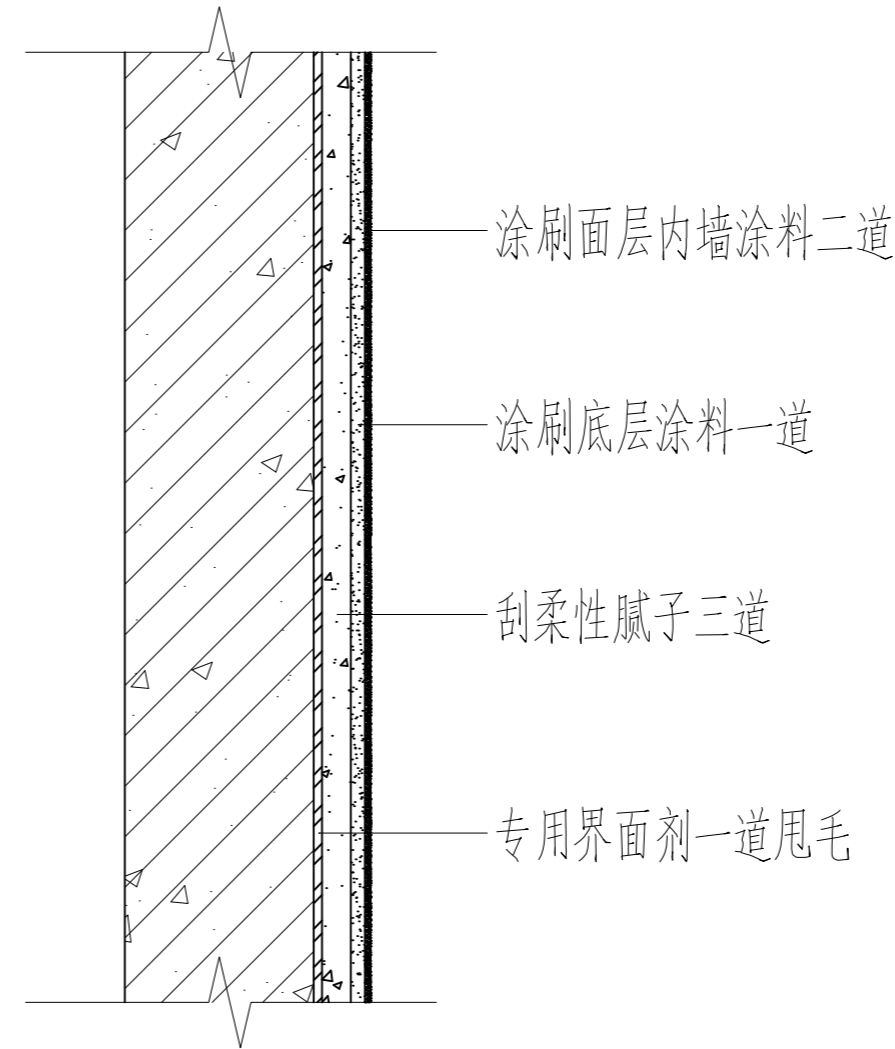 涂刷面层内墙涂料二道
涂刷底层涂料一道
刮柔性腻子三道
专用界面剂一道甩毛